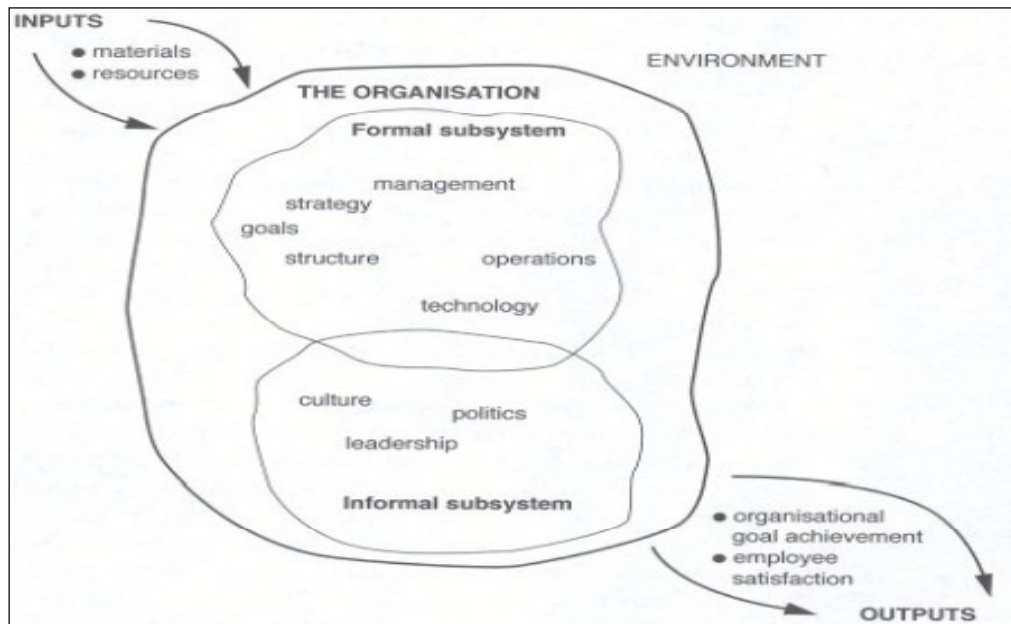 INPUTS
● materials
● resources
ENVIRONMENT
THE ORGANISATION
Formal subsystem
management
strategy
goals
structure
operations
technology
culture
politics
leadership
Informal subsystem
● organisational
goal achievement
● employee
satisfaction
OUTPUTS